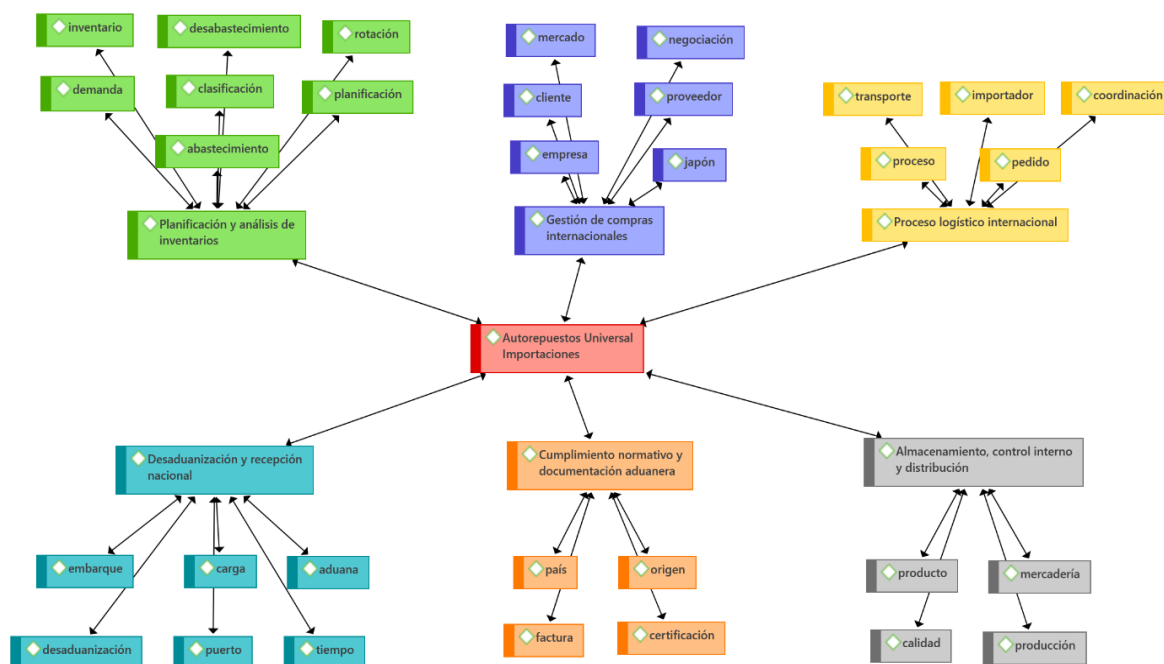 inventario
desabastecimiento
rotación
demanda
clasificación
planificación
abastecimiento
Planificación y análisis de
inventarios
mercado
negociación
cliente
proveedor
empresa
japón
Gestión de compras
internacionales
transporte
importador
coordinación
proceso
pedido
Proceso logístico internacional
Autorepuestos Universal
Importaciones
Desaduanización y recepción
nacional
embarque
carga
aduana
desaduanización
puerto
tiempo
Cumplimiento normativo y
documentación aduanera
país
origen
factura
certificación
Almacenamiento, control interno
y distribución
producto
mercadería
calidad
producción